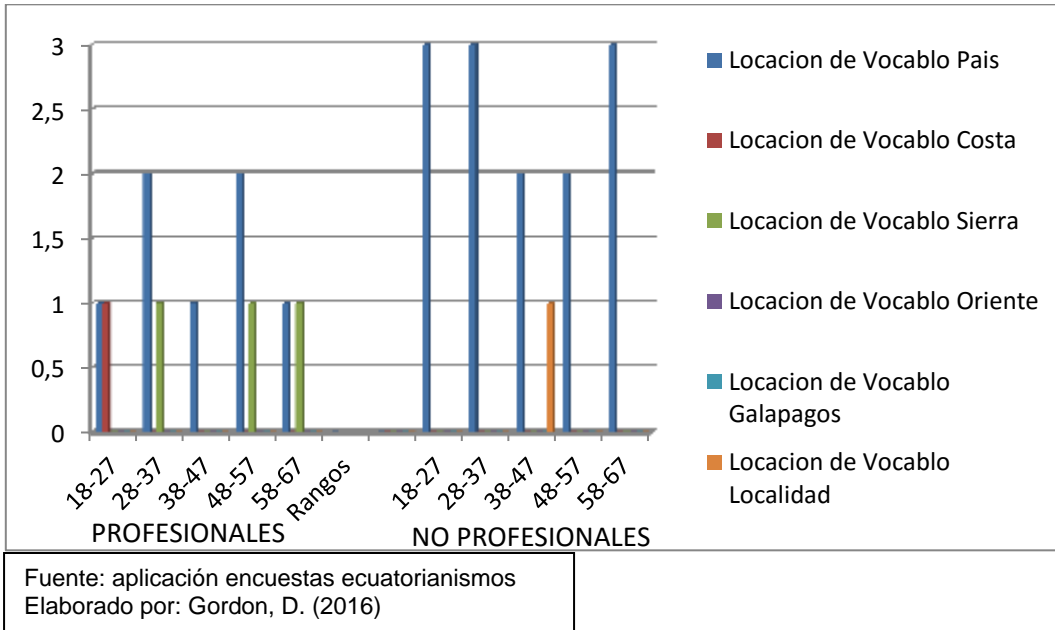 3
2,5
2
1,5
1
0,5
0
18-27
28-37
38-47
48-57
58-67
Rangos
18-27
28-37
38-47
48-57
58-67
PROFESIONALES
NO PROFESIONALES
Locacion de Vocablo Pais
Locacion de Vocablo Costa
Locacion de Vocablo Sierra
Locacion de Vocablo Oriente
Locacion de Vocablo
Galapagos
Locacion de Vocablo
Localidad
Fuente: aplicación encuestas ecuatorianismos
Elaborado por: Gordon, D. (2016)